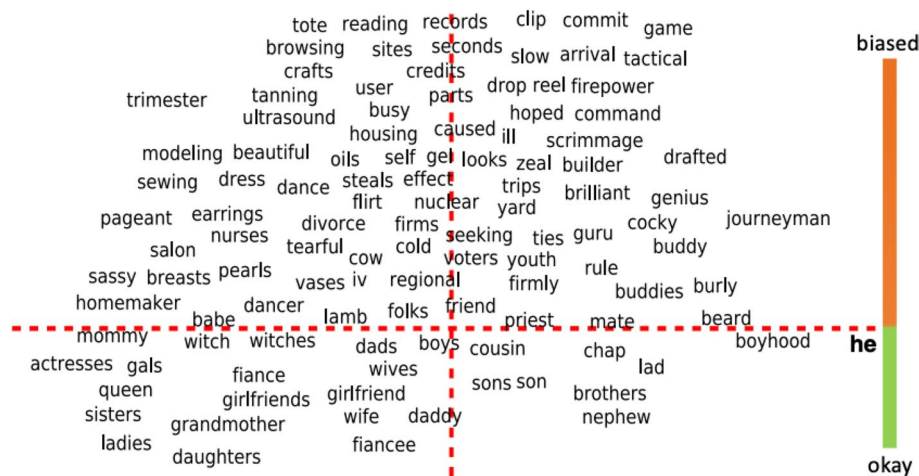 tote reading records clip commit game
biased
browsing sites seconds slow arrival tactical
crafts credits
trimester tanning user parts drop reel firepower
ultrasound busy hoped command
housing caused ill scrimmage
modeling beautiful oils self gel looks zeal builder drafted
sewing dress dance steals effect trips brilliant genius
flirt nuclear yard
pageant earrings divorce firms cocky journeyman
nurses seeking ties guru
salon tearful cow cold voters youth buddy
sassy breasts pearls vases iv regional firmly rule
homemaker dancer buddies burly
babe lamb folks friend priest mate beard
mommy witch witches dads boys cousin chap boyhood he
actresses gals wives lad
queen fiance sons son
girlfriends girlfriend brothers
sisters grandmother wife daddy nephew
ladies daughters fiancee
okay